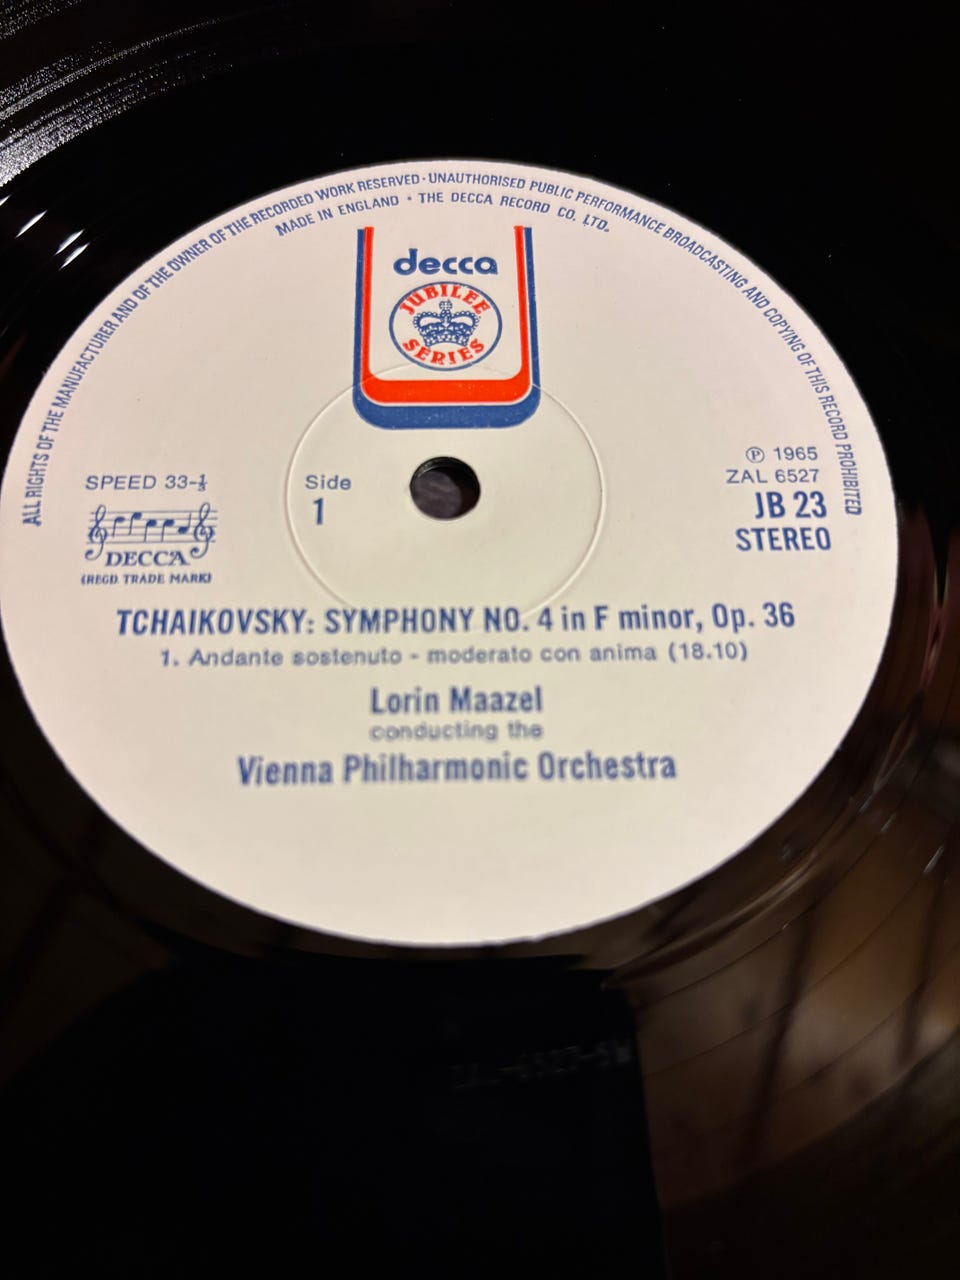 ALL RIGHTS OF THE MANUFACTURER AND OF THE OWNER OF THE RECORDED WORK RESERVED · UNAUTHORISED PUBLIC PERFORMANCE BROADCASTING AND COPYING OF THIS RECORD PROHIBITED
MADE IN ENGLAND · THE DECCA RECORD CO. LTD.
decca
JUBILEE
SERIES
SPEED 33-⅓
DECCA
(REGD. TRADE MARK)
Side
1
℗ 1965
ZAL 6527
JB 23
STEREO
TCHAIKOVSKY: SYMPHONY NO. 4 in F minor, Op. 36
1. Andante sostenuto - moderato con anima (18.10)
Lorin Maazel
conducting the
Vienna Philharmonic Orchestra